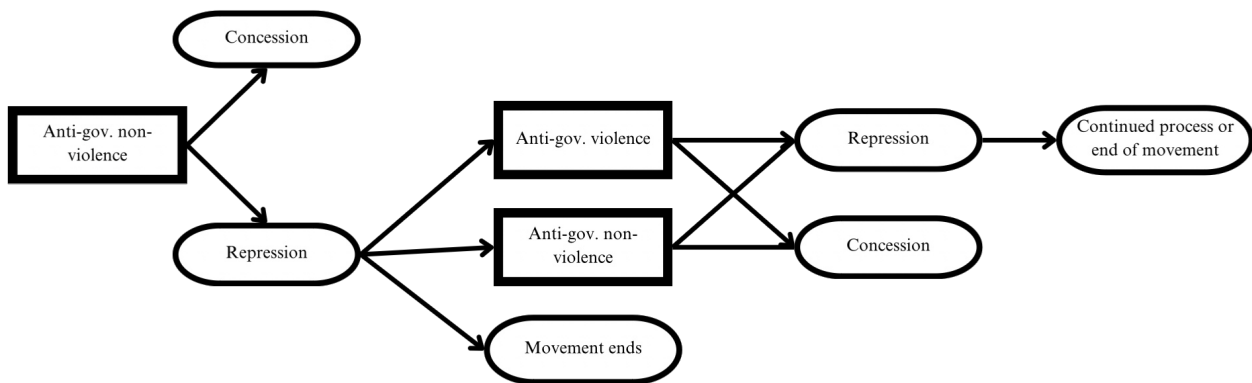 Concession
Anti-gov. non-
violence
Repression
Anti-gov. violence
Anti-gov. non-
violence
Movement ends
Repression
Concession
Continued process or
end of movement